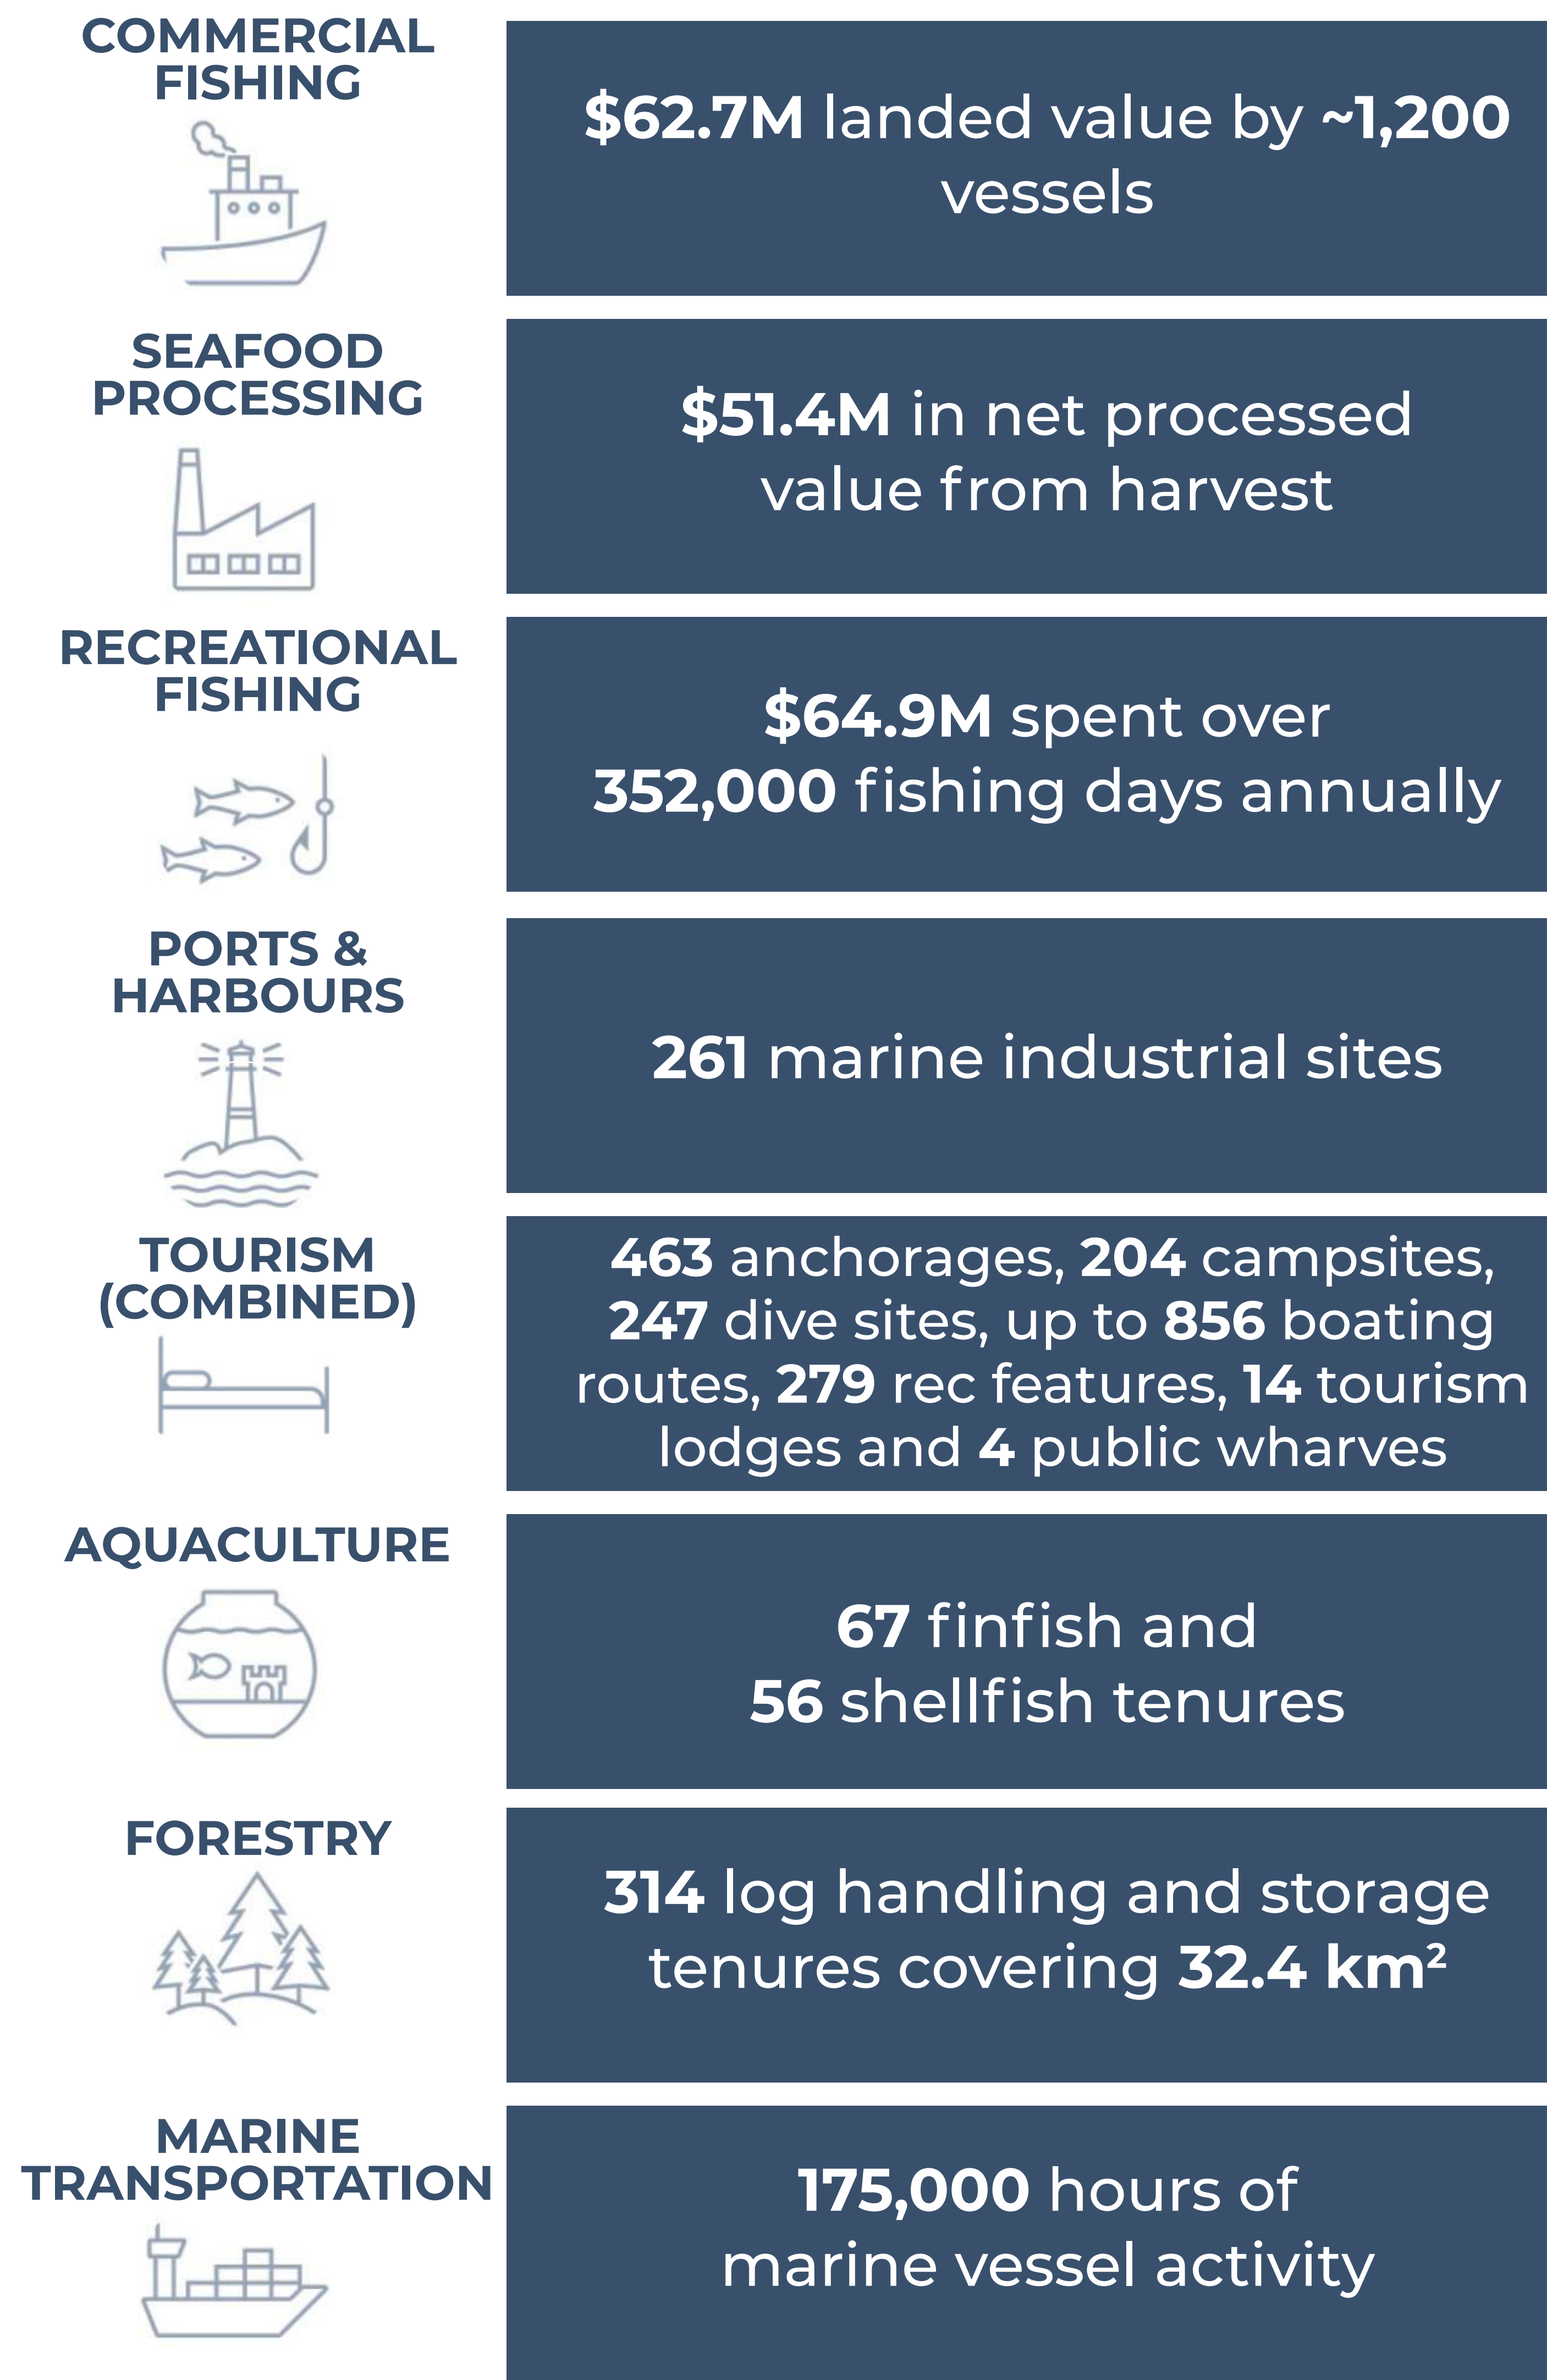 COMMERCIAL
FISHING
$62.7M landed value by ~1,200
vessels
SEAFOOD
PROCESSING
$51.4M in net processed
value from harvest
RECREATIONAL
FISHING
$64.9M spent over
352,000 fishing days annually
PORTS &
HARBOURS
261 marine industrial sites
TOURISM
(COMBINED)
463 anchorages, 204 campsites,
247 dive sites, up to 856 boating
routes, 279 rec features, 14 tourism
lodges and 4 public wharves
AQUACULTURE
67 finfish and
56 shellfish tenures
FORESTRY
314 log handling and storage
tenures covering 32.4 km²
MARINE
TRANSPORTATION
175,000 hours of
marine vessel activity